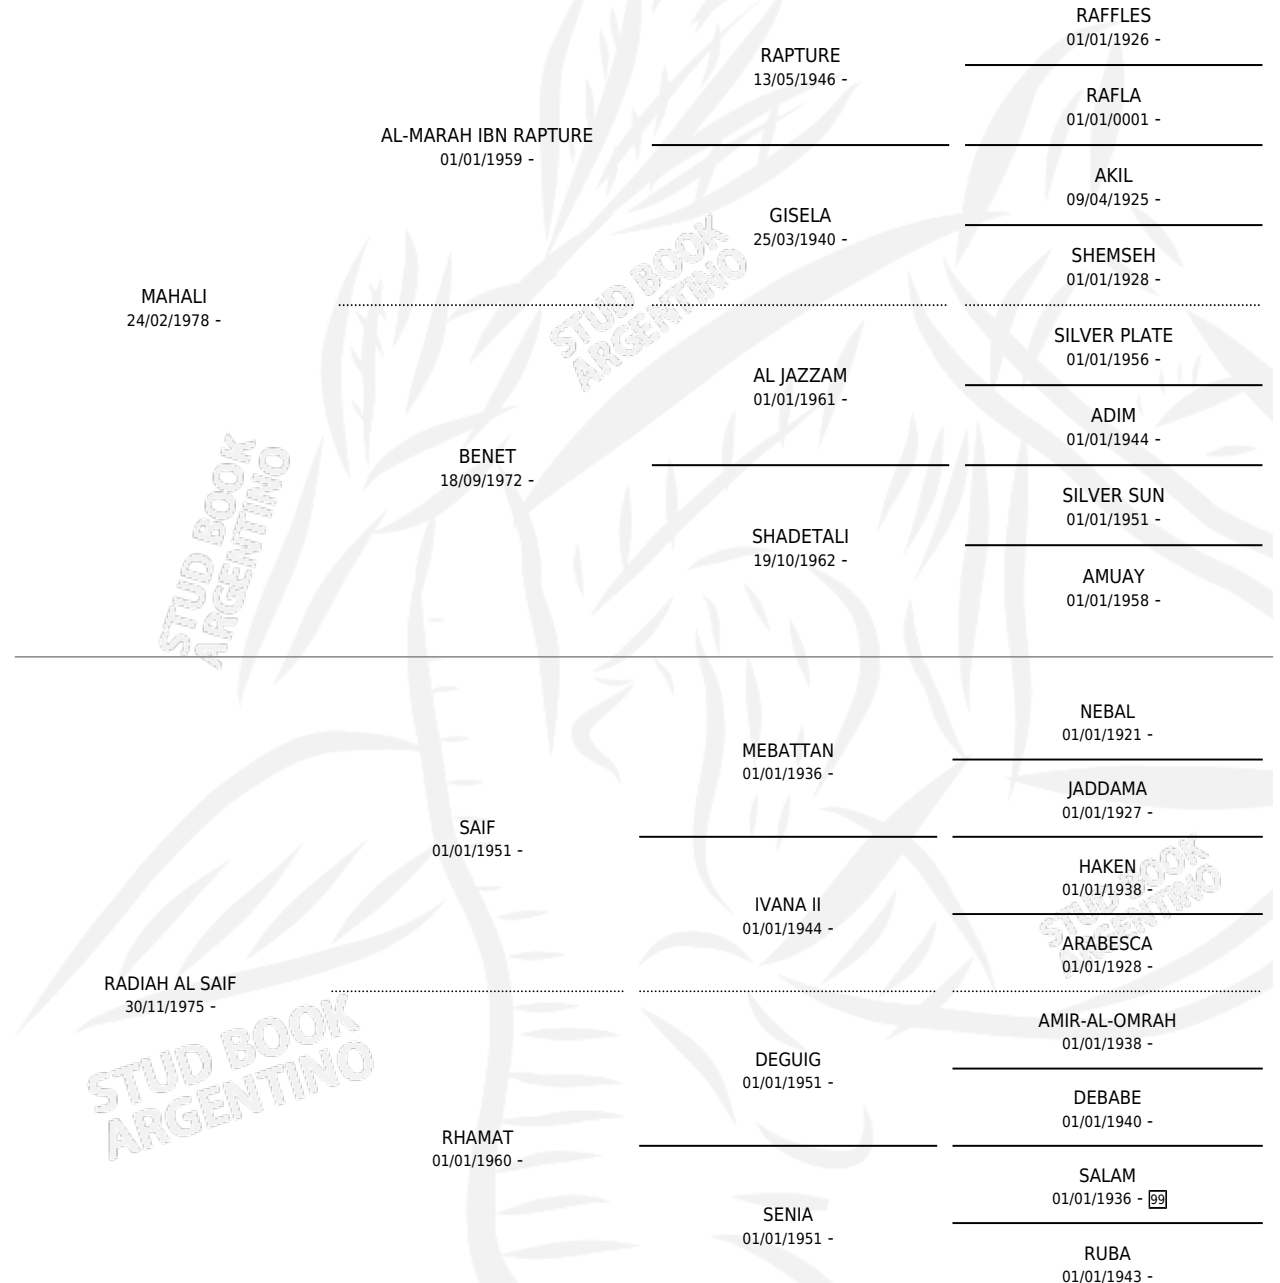 RAFFLES
01/01/1926 -
RAPTURE
13/05/1946 -
RAFLA
01/01/0001 -
AL-MARAH IBN RAPTURE
01/01/1959 -
AKIL
09/04/1925 -
GISELA
25/03/1940 -
SHEMSEH
01/01/1928 -
MAHALI
24/02/1978 -
STUD BOOK
ARGENTINO
SILVER PLATE
01/01/1956 -
AL JAZZAM
01/01/1961 -
ADIM
01/01/1944 -
BENET
18/09/1972 -
SILVER SUN
01/01/1951 -
SHADETALI
19/10/1962 -
AMUAY
01/01/1958 -
STUD BOOK
ARGENTINO
NEBAL
01/01/1921 -
MEBATTAN
01/01/1936 -
JADDAMA
01/01/1927 -
SAIF
01/01/1951 -
HAKEN
01/01/1938 -
IVANA II
01/01/1944 -
ARABESCA
01/01/1928 -
STUD BOOK
ARGENTINO
RADIAH AL SAIF
30/11/1975 -
AMIR-AL-OMRAH
01/01/1938 -
DEGUIG
01/01/1951 -
DEBABE
01/01/1940 -
STUD BOOK
ARGENTINO
RHAMAT
01/01/1960 -
SALAM
01/01/1936 - 99
SENIA
01/01/1951 -
RUBA
01/01/1943 -